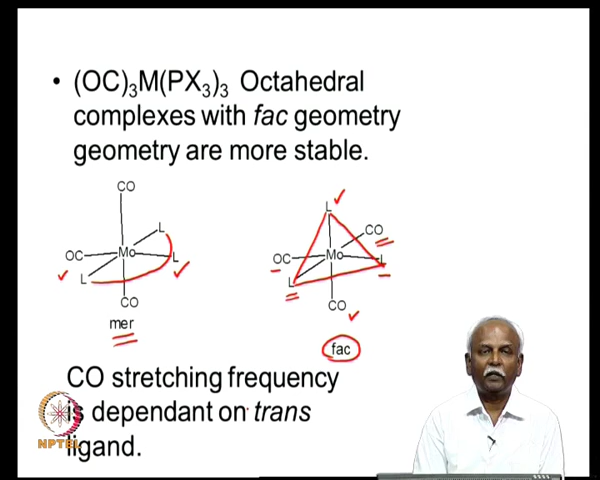 • (OC)3M(PX3)3 Octahedral
complexes with fac geometry
geometry are more stable.
CO
L
OC Mo L
L
CO
mer
L
CO
OC Mo L
L
CO
fac
CO stretching frequency
is dependant on trans
ligand.
NPTEL